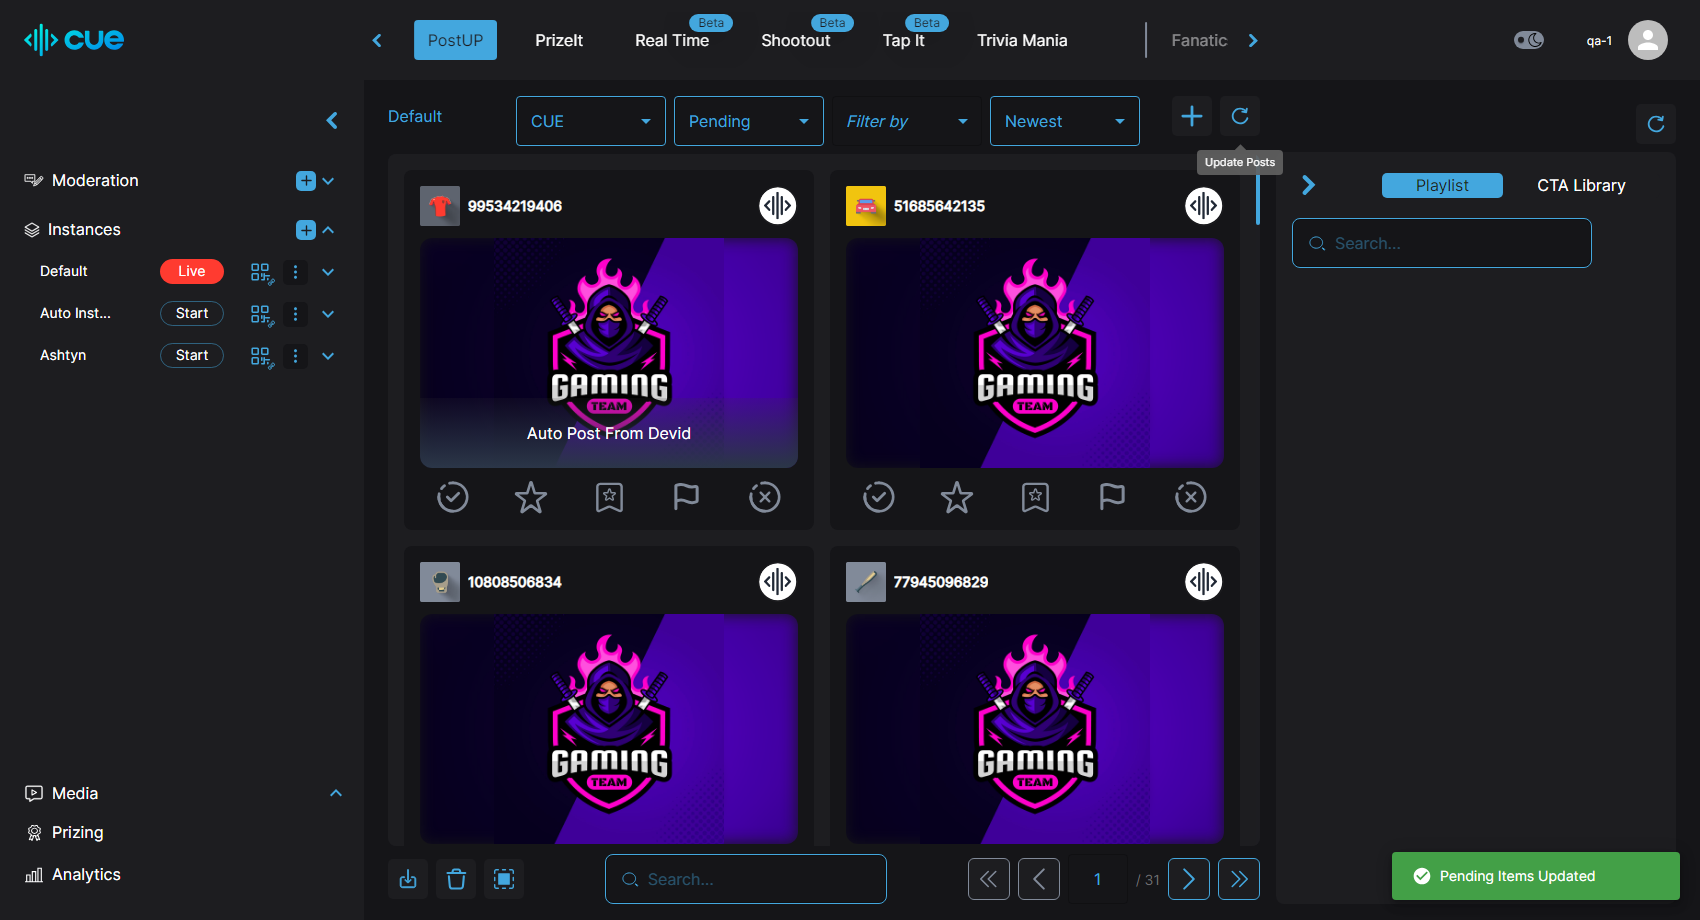 cue
PostUP
PrizeIt
Real Time
Beta
Shootout
Beta
Tap It
Beta
Trivia Mania
Fanatic
qa-1
Default
CUE
Pending
Filter by
Newest
Update Posts
Moderation
Instances
Default
Live
Auto Inst...
Start
Ashtyn
Start
Media
Prizing
Analytics
99534219406
GAMING
TEAM
Auto Post From Devid
51685642135
GAMING
TEAM
10808506834
GAMING
TEAM
77945096829
GAMING
TEAM
Search...
1
/ 31
Playlist
CTA Library
Search...
Pending Items Updated